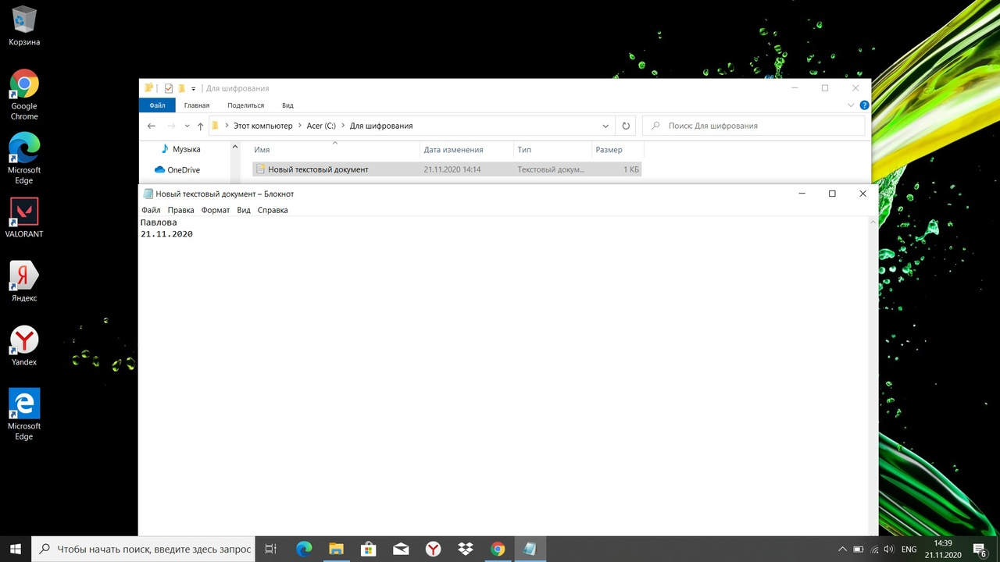 Корзина
Google
Chrome
Microsoft
Edge
VALORANT
Яндекс
Yandex
Microsoft
Edge
Для шифрования
Файл Главная Поделиться Вид
Этот компьютер Acer (C:) Для шифрования
Поиск: Для шифрования
Музыка
OneDrive
Имя Дата изменения Тип Размер
Новый текстовый документ 21.11.2020 14:14 Текстовый докум... 1 КБ
Новый текстовый документ – Блокнот
Файл Правка Формат Вид Справка
Павлова
21.11.2020
Чтобы начать поиск, введите здесь запрос
ENG
14:39
21.11.2020
6